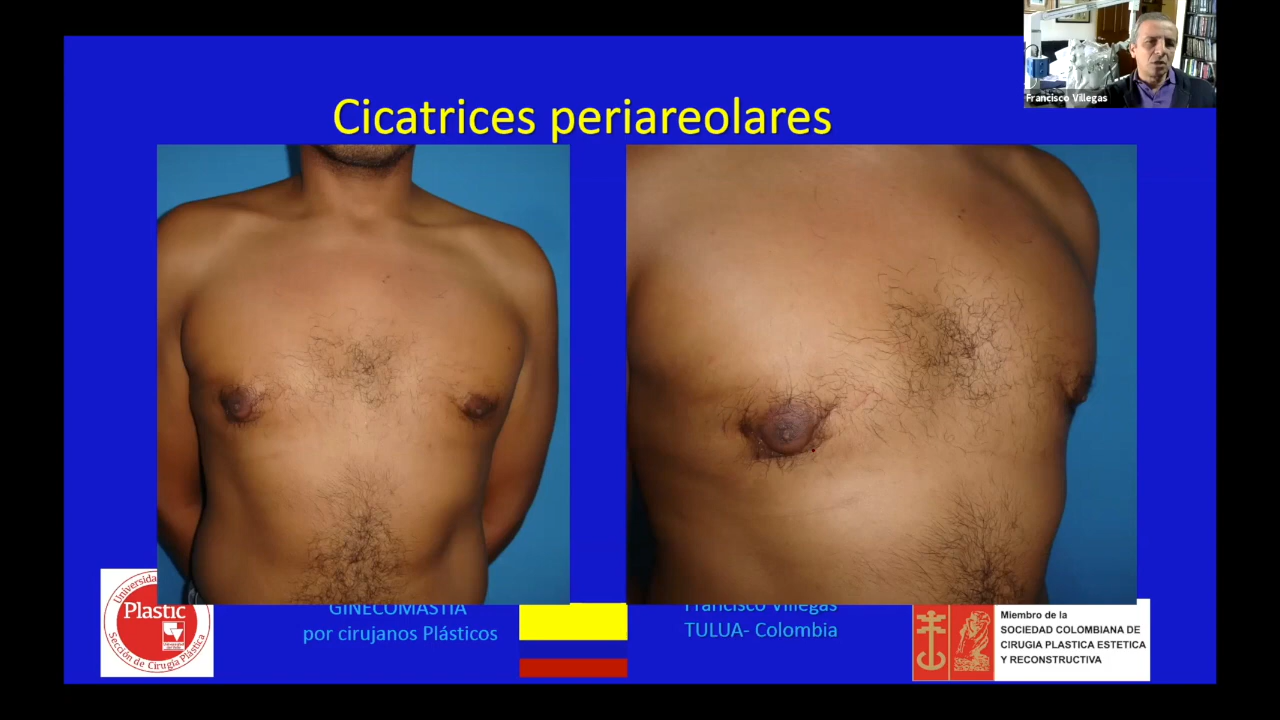 Francisco Villegas
Cicatrices periareolares
GINECOMASTIA
por cirujanos Plásticos
Francisco Villegas
TULUA- Colombia
Universidad
Plastic
Sección de Cirugía Plástica
Miembro de la
SOCIEDAD COLOMBIANA DE
CIRUGIA PLASTICA ESTETICA
Y RECONSTRUCTIVA